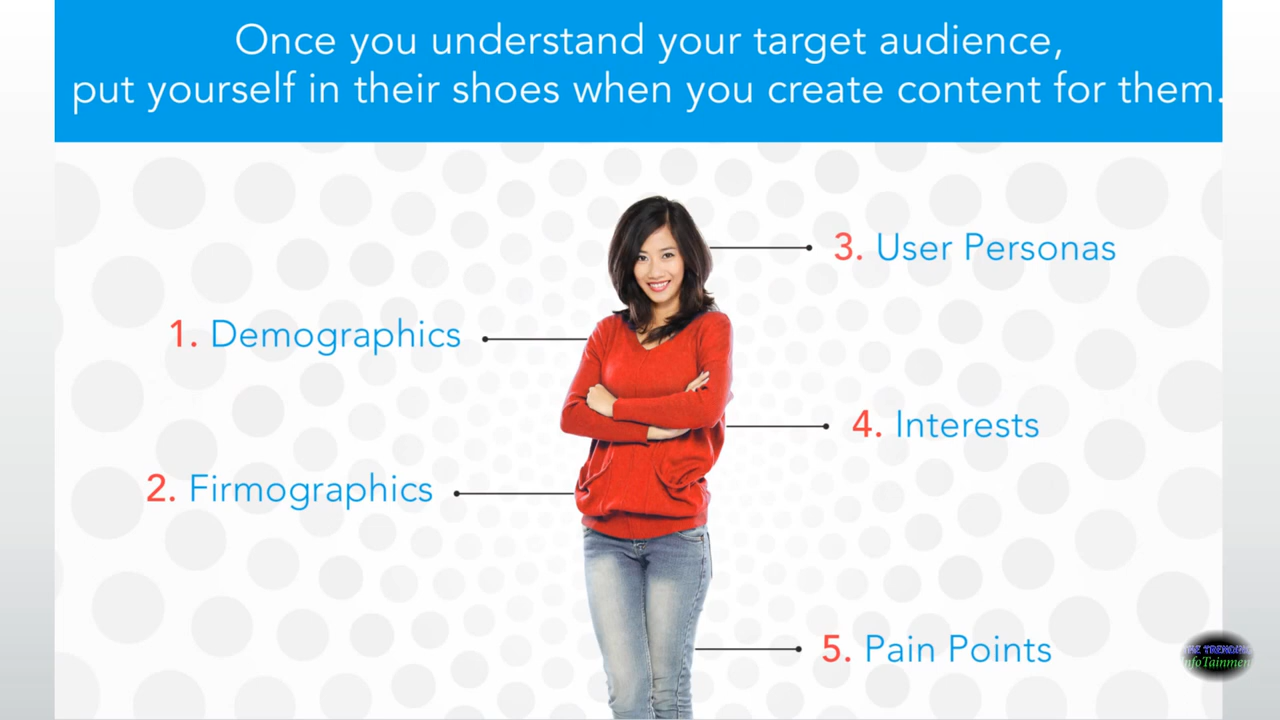 Once you understand your target audience,
put yourself in their shoes when you create content for them.
3. User Personas
1. Demographics
4. Interests
2. Firmographics
5. Pain Points
nfoTainmen